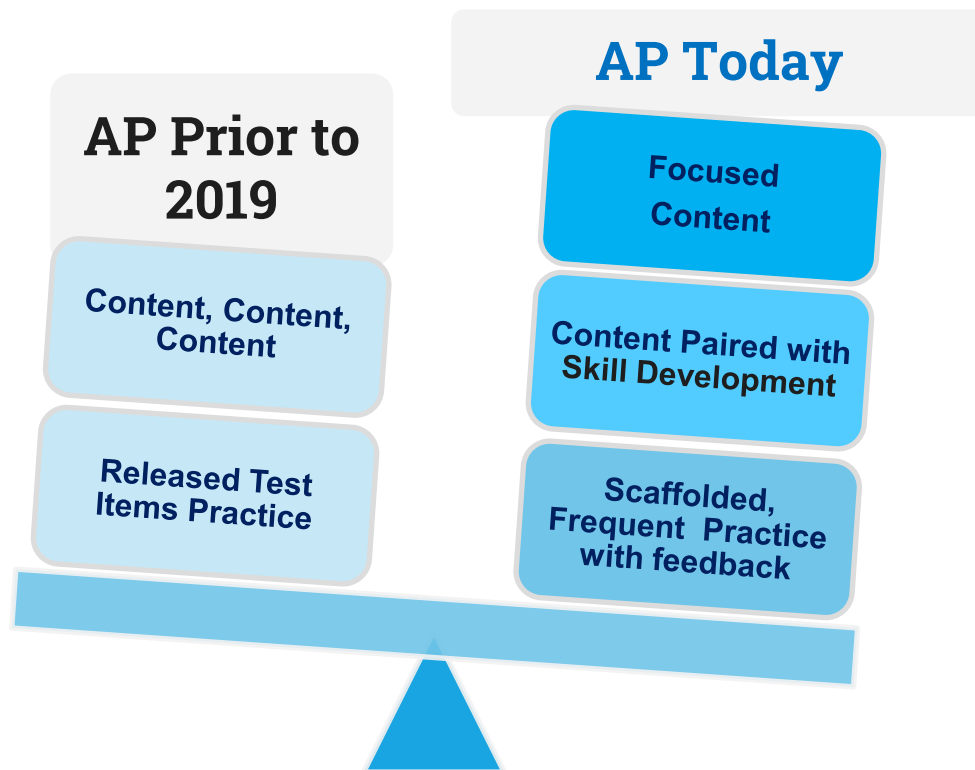 AP Prior to
2019
Content, Content,
Content
Released Test
Items Practice
AP Today
Focused
Content
Content Paired with
Skill Development
Scaffolded,
Frequent  Practice
with feedback